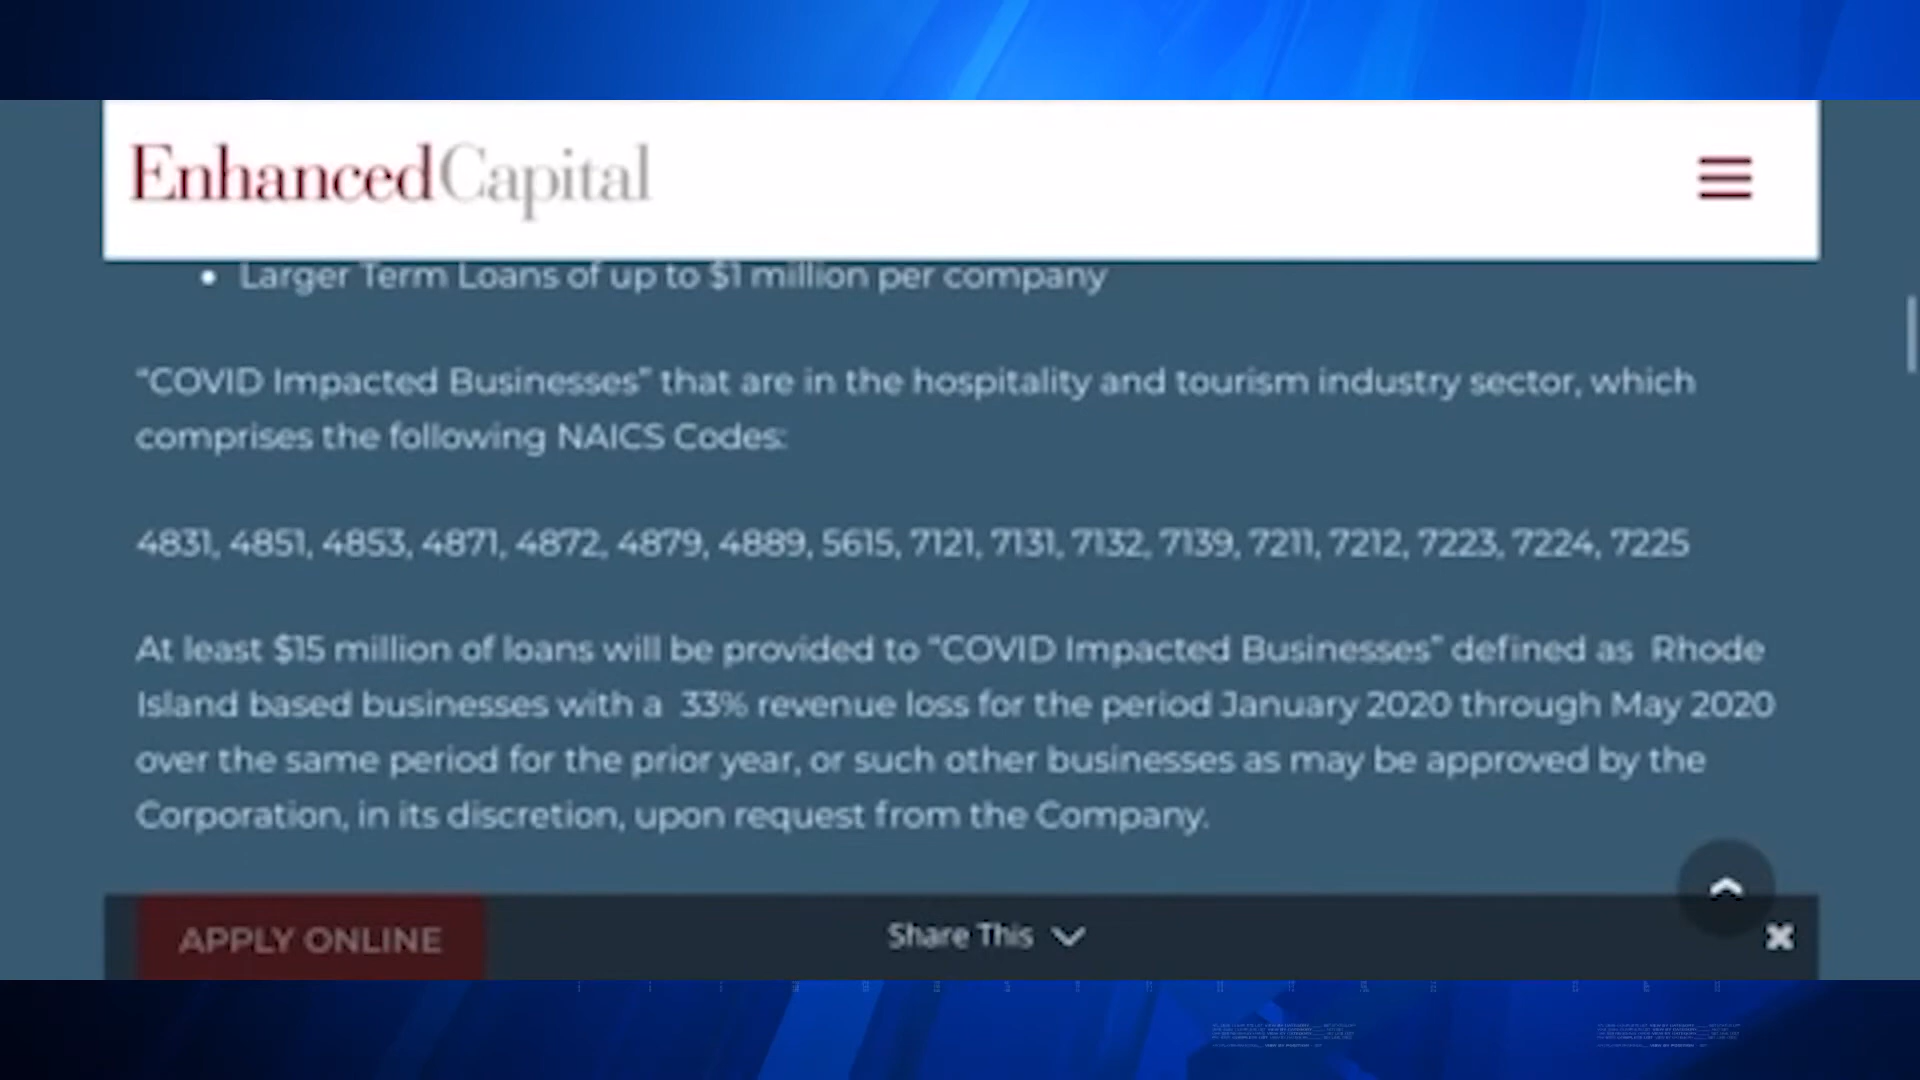 EnhancedCapital
• Larger Term Loans of up to $1 million per company
“COVID Impacted Businesses” that are in the hospitality and tourism industry sector, which
comprises the following NAICS Codes:
4831, 4851, 4853, 4871, 4872, 4879, 4889, 5615, 7121, 7131, 7132, 7139, 7211, 7212, 7223, 7224, 7225
At least $15 million of loans will be provided to “COVID Impacted Businesses” defined as Rhode
Island based businesses with a 33% revenue loss for the period January 2020 through May 2020
over the same period for the prior year, or such other businesses as may be approved by the
Corporation, in its discretion, upon request from the Company.
APPLY ONLINE
Share This